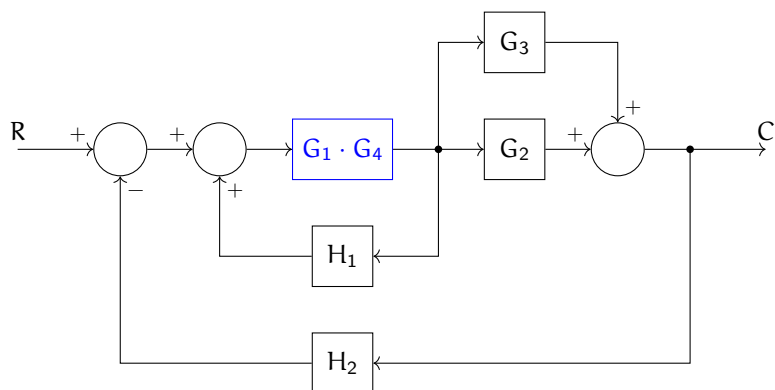 G₃
R + + G₁ · G₄ G₂ + + C
− +
H₁
H₂